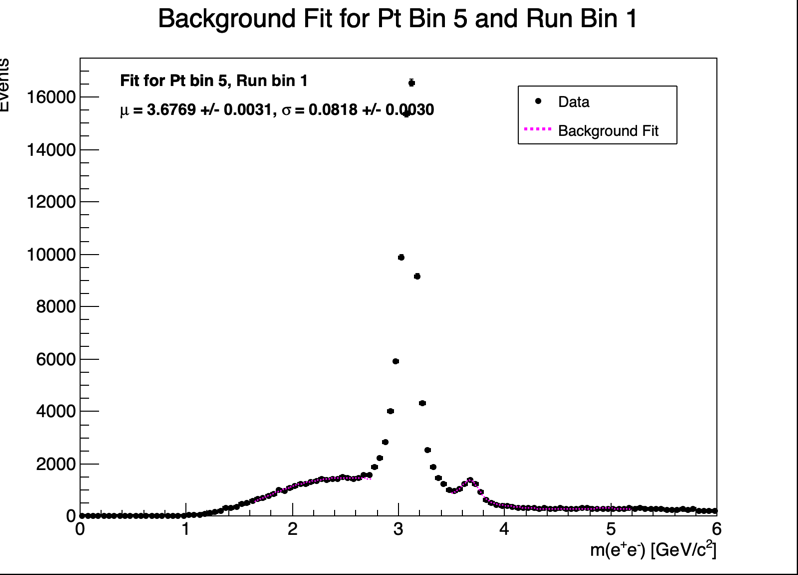 Background Fit for Pt Bin 5 and Run Bin 1
Events
Fit for Pt bin 5, Run bin 1
μ = 3.6769 +/- 0.0031, σ = 0.0818 +/- 0.0030
Data
Background Fit
16000
14000
12000
10000
8000
6000
4000
2000
0
0 1 2 3 4 5 6
m(e⁺e⁻) [GeV/c²]